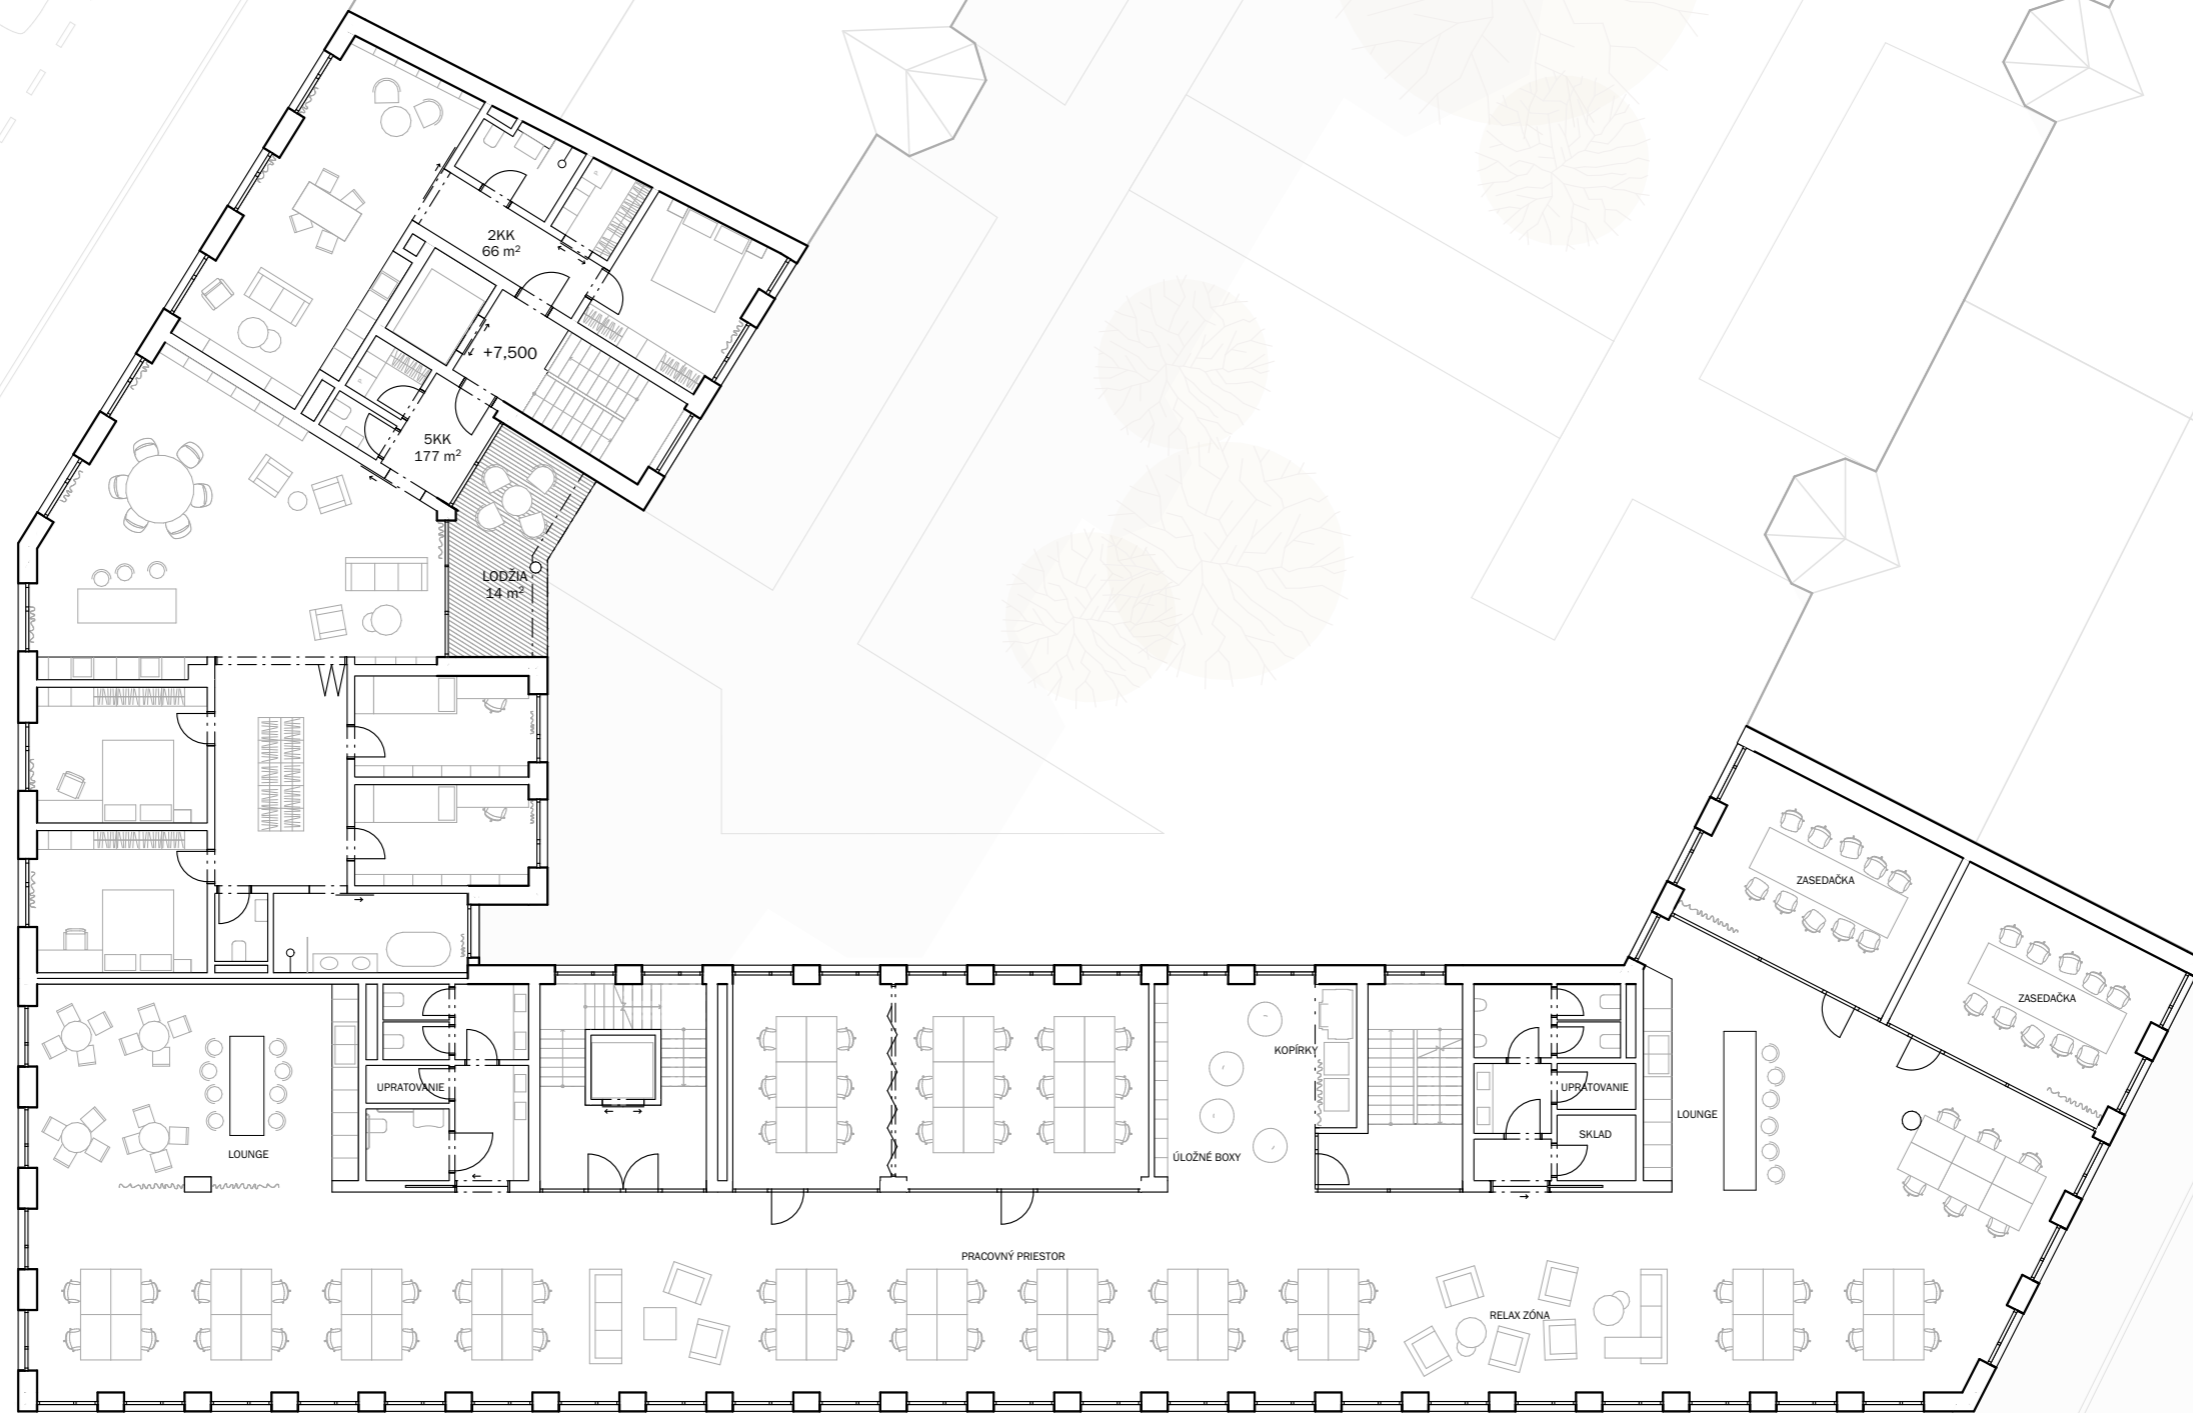 2KK
66 m²
+7,500
5KK
177 m²
LODŽIA
14 m²
ZASEDAČKA
ZASEDAČKA
KOPÍRKY
UPRATOVANIE
UPRATOVANIE
LOUNGE
SKLAD
LOUNGE
ÚLOŽNÉ BOXY
PRACOVNÝ PRIESTOR
RELAX ZÓNA